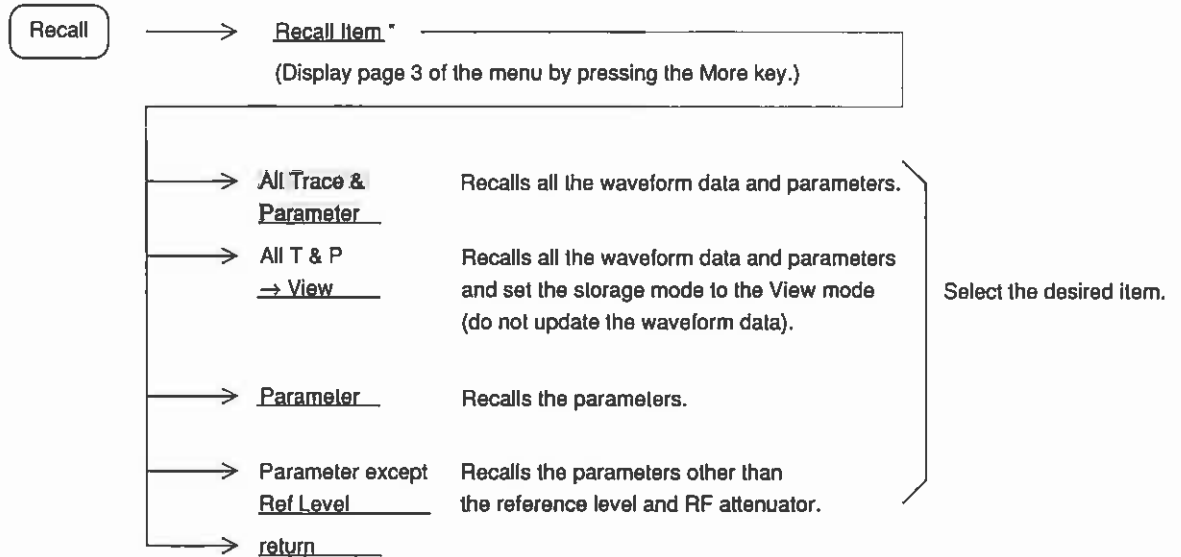 Recall
Recall Item *
(Display page 3 of the menu by pressing the More key.)
All Trace & Recalls all the waveform data and parameters.
Parameter
All T & P Recalls all the waveform data and parameters
→ View and set the storage mode to the View mode
(do not update the waveform data).
Select the desired item.
Parameter Recalls the parameters.
Parameter except Recalls the parameters other than
Ref Level the reference level and RF attenuator.
return